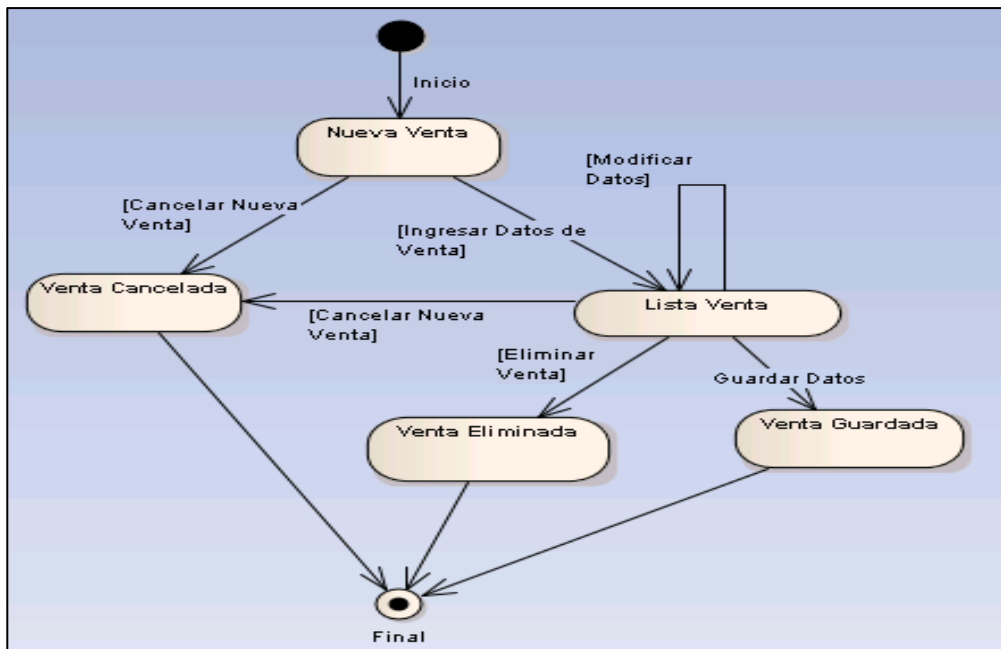 Inicio
Nueva Venta
[Modificar
Datos]
[Cancelar Nueva
Venta]
[Ingresar Datos de
Venta]
Venta Cancelada
Lista Venta
[Cancelar Nueva
Venta]
[Eliminar
Venta]
Guardar Datos
Venta Eliminada
Venta Guardada
Final